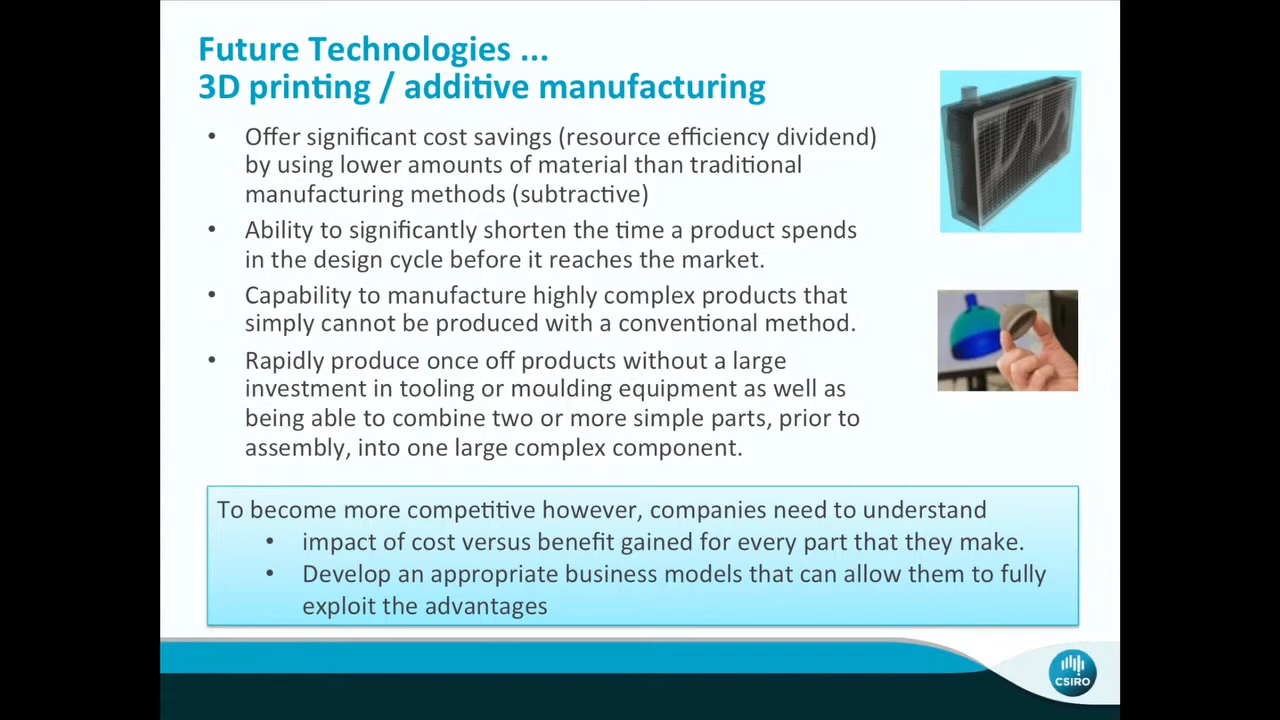 Future Technologies ...
3D printing / additive manufacturing
• Offer significant cost savings (resource efficiency dividend)
by using lower amounts of material than traditional
manufacturing methods (subtractive)
• Ability to significantly shorten the time a product spends
in the design cycle before it reaches the market.
• Capability to manufacture highly complex products that
simply cannot be produced with a conventional method.
• Rapidly produce once off products without a large
investment in tooling or moulding equipment as well as
being able to combine two or more simple parts, prior to
assembly, into one large complex component.
To become more competitive however, companies need to understand
• impact of cost versus benefit gained for every part that they make.
• Develop an appropriate business models that can allow them to fully
exploit the advantages
CSIRO